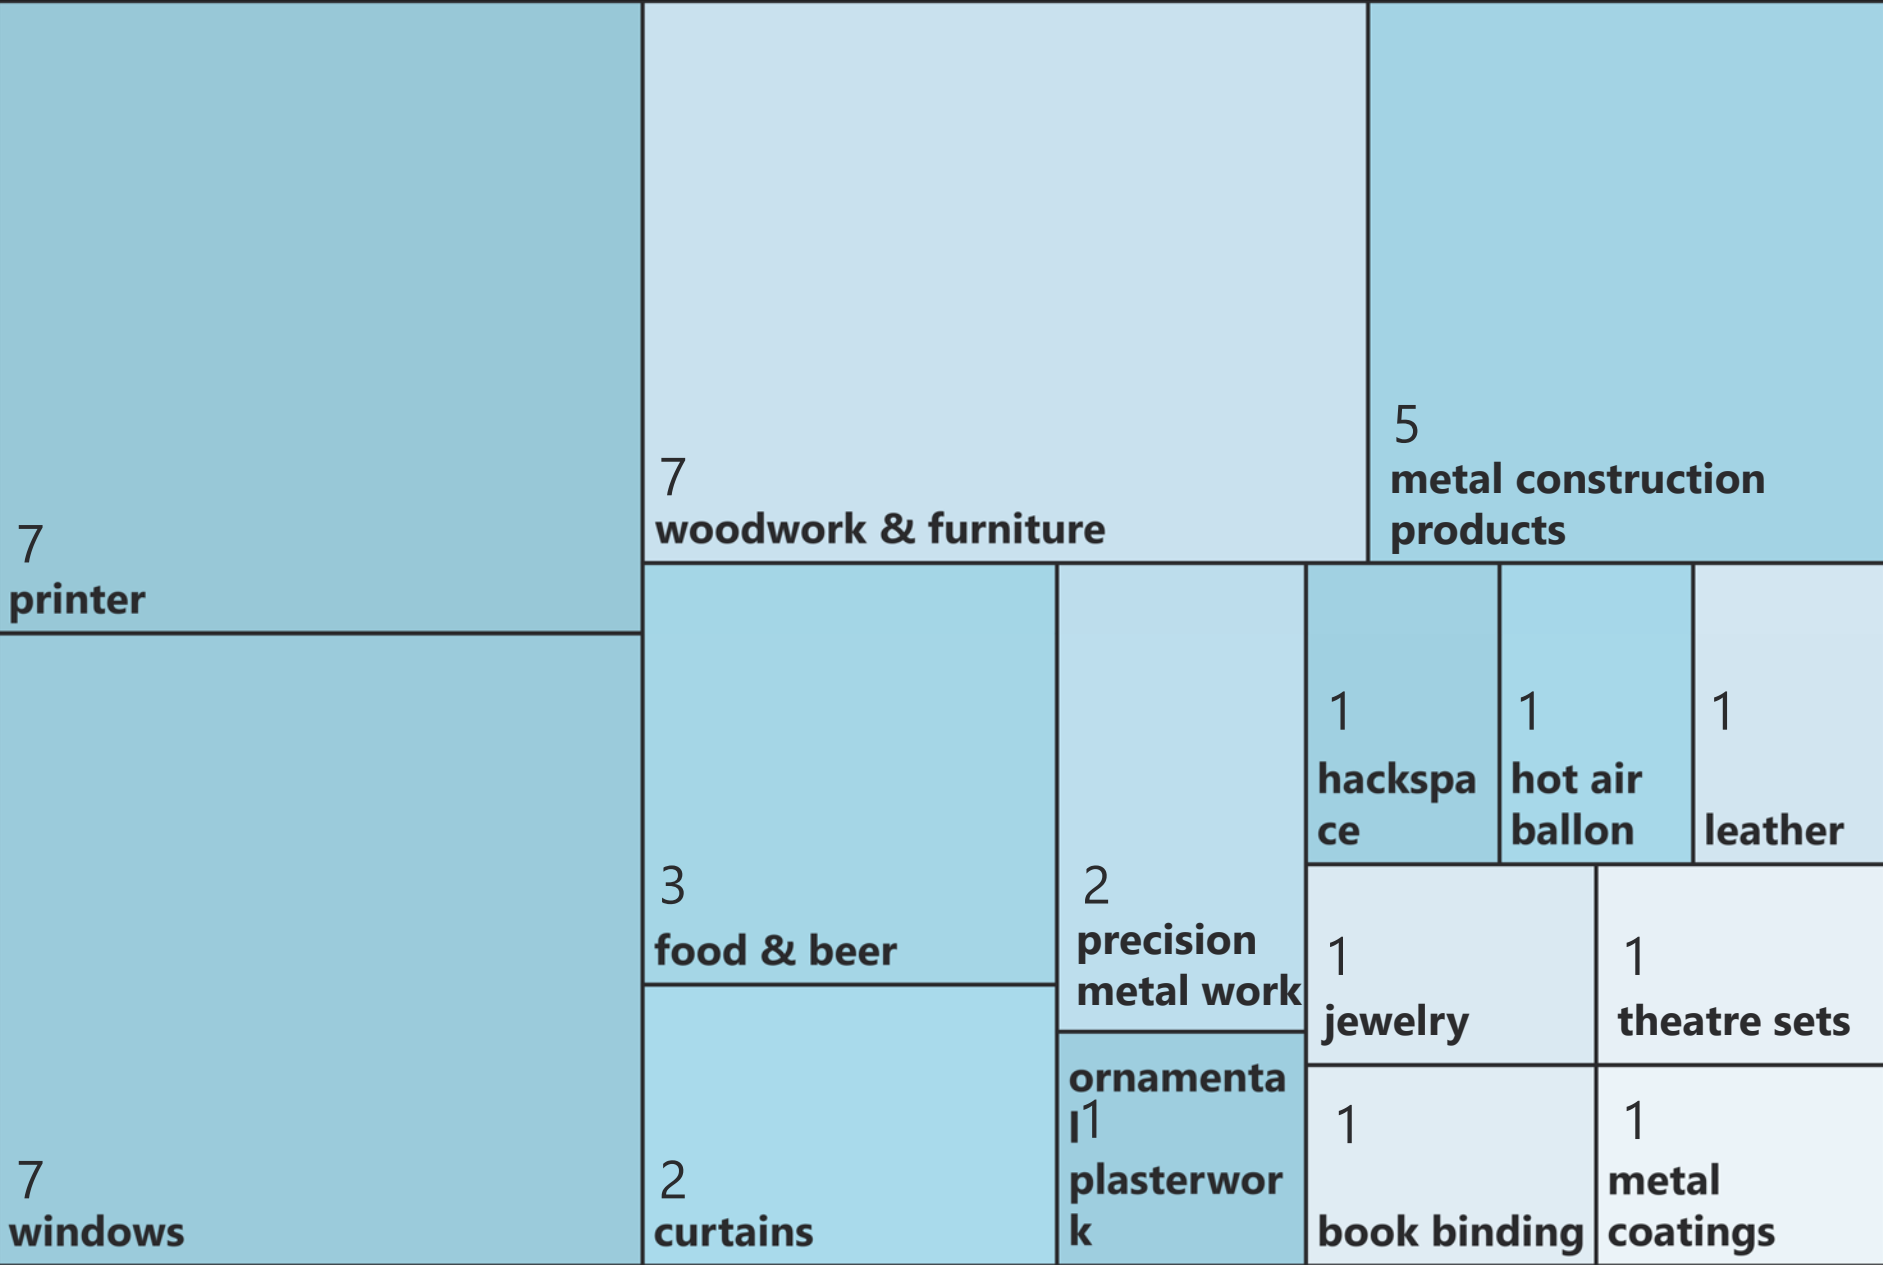 7
printer
7
windows
7
woodwork & furniture
5
metal construction
products
3
food & beer
2
curtains
2
precision
metal work
ornamenta
l
1
plasterwor
k
1
hackspa
ce
1
hot air
ballon
1
leather
1
jewelry
1
theatre sets
1
book binding
1
metal
coatings